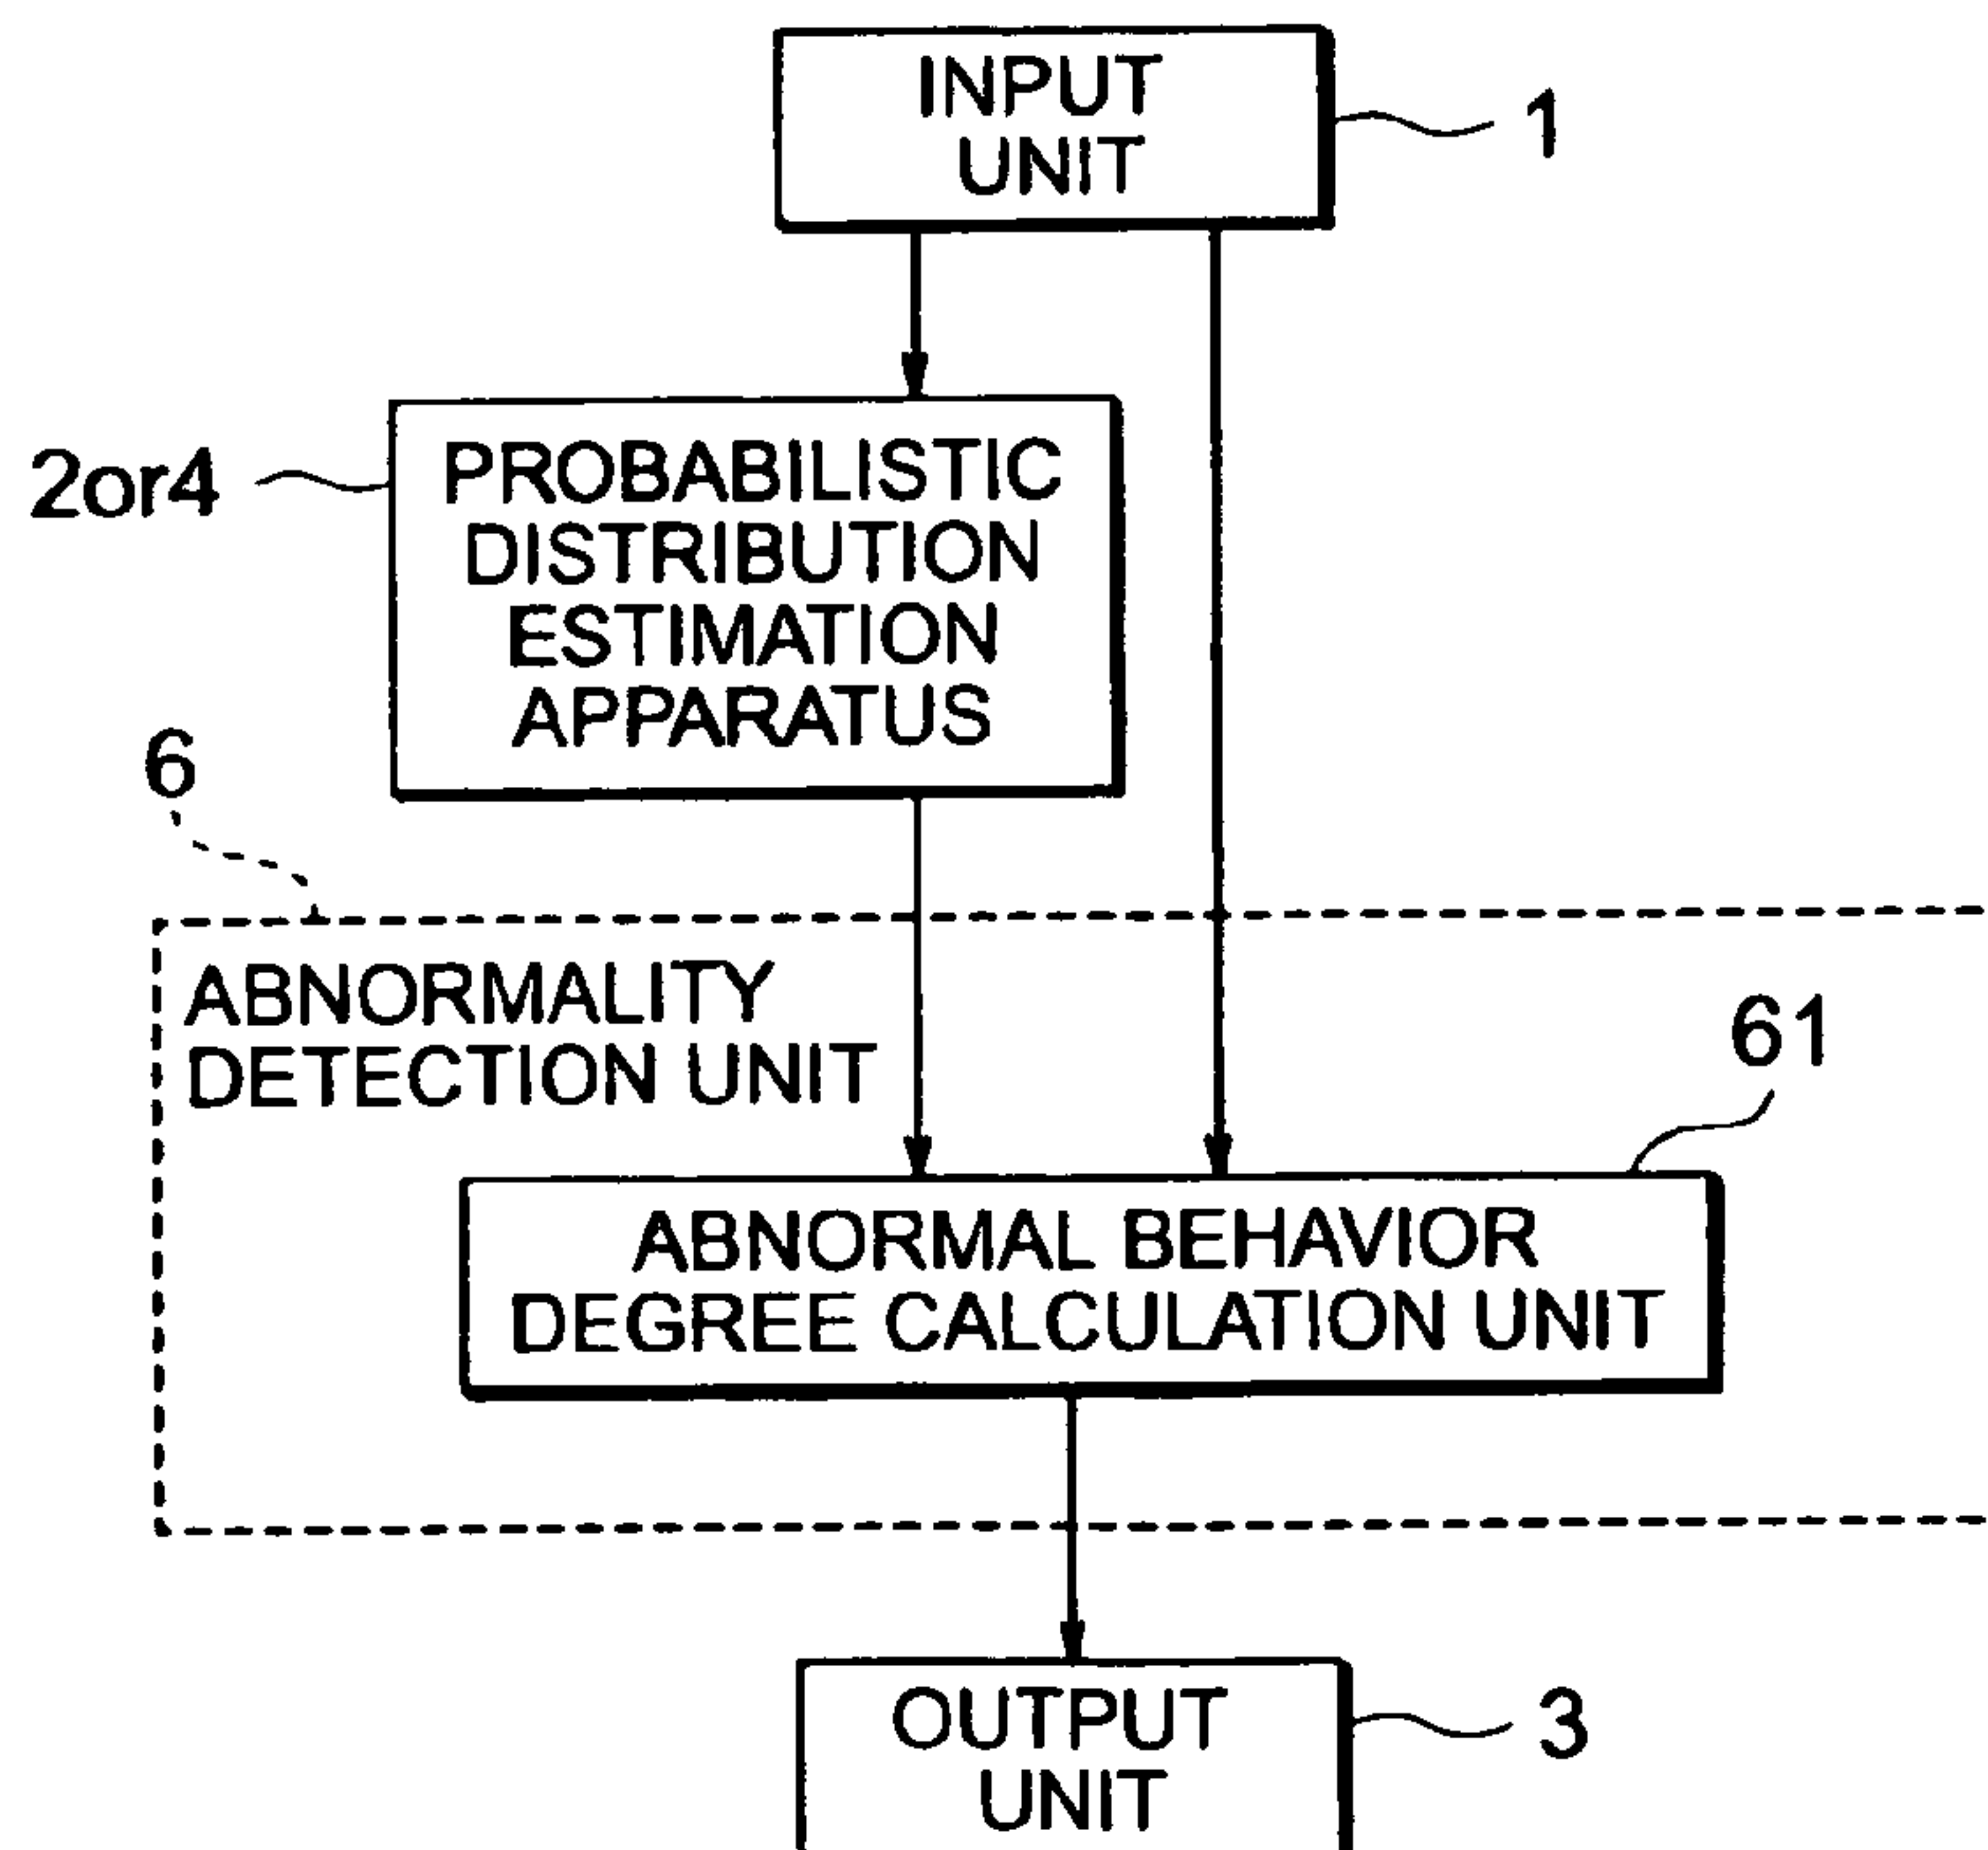 INPUT
UNIT
1
2or4
PROBABILISTIC
DISTRIBUTION
ESTIMATION
APPARATUS
6
ABNORMALITY
DETECTION UNIT
61
ABNORMAL BEHAVIOR
DEGREE CALCULATION UNIT
OUTPUT
UNIT
3